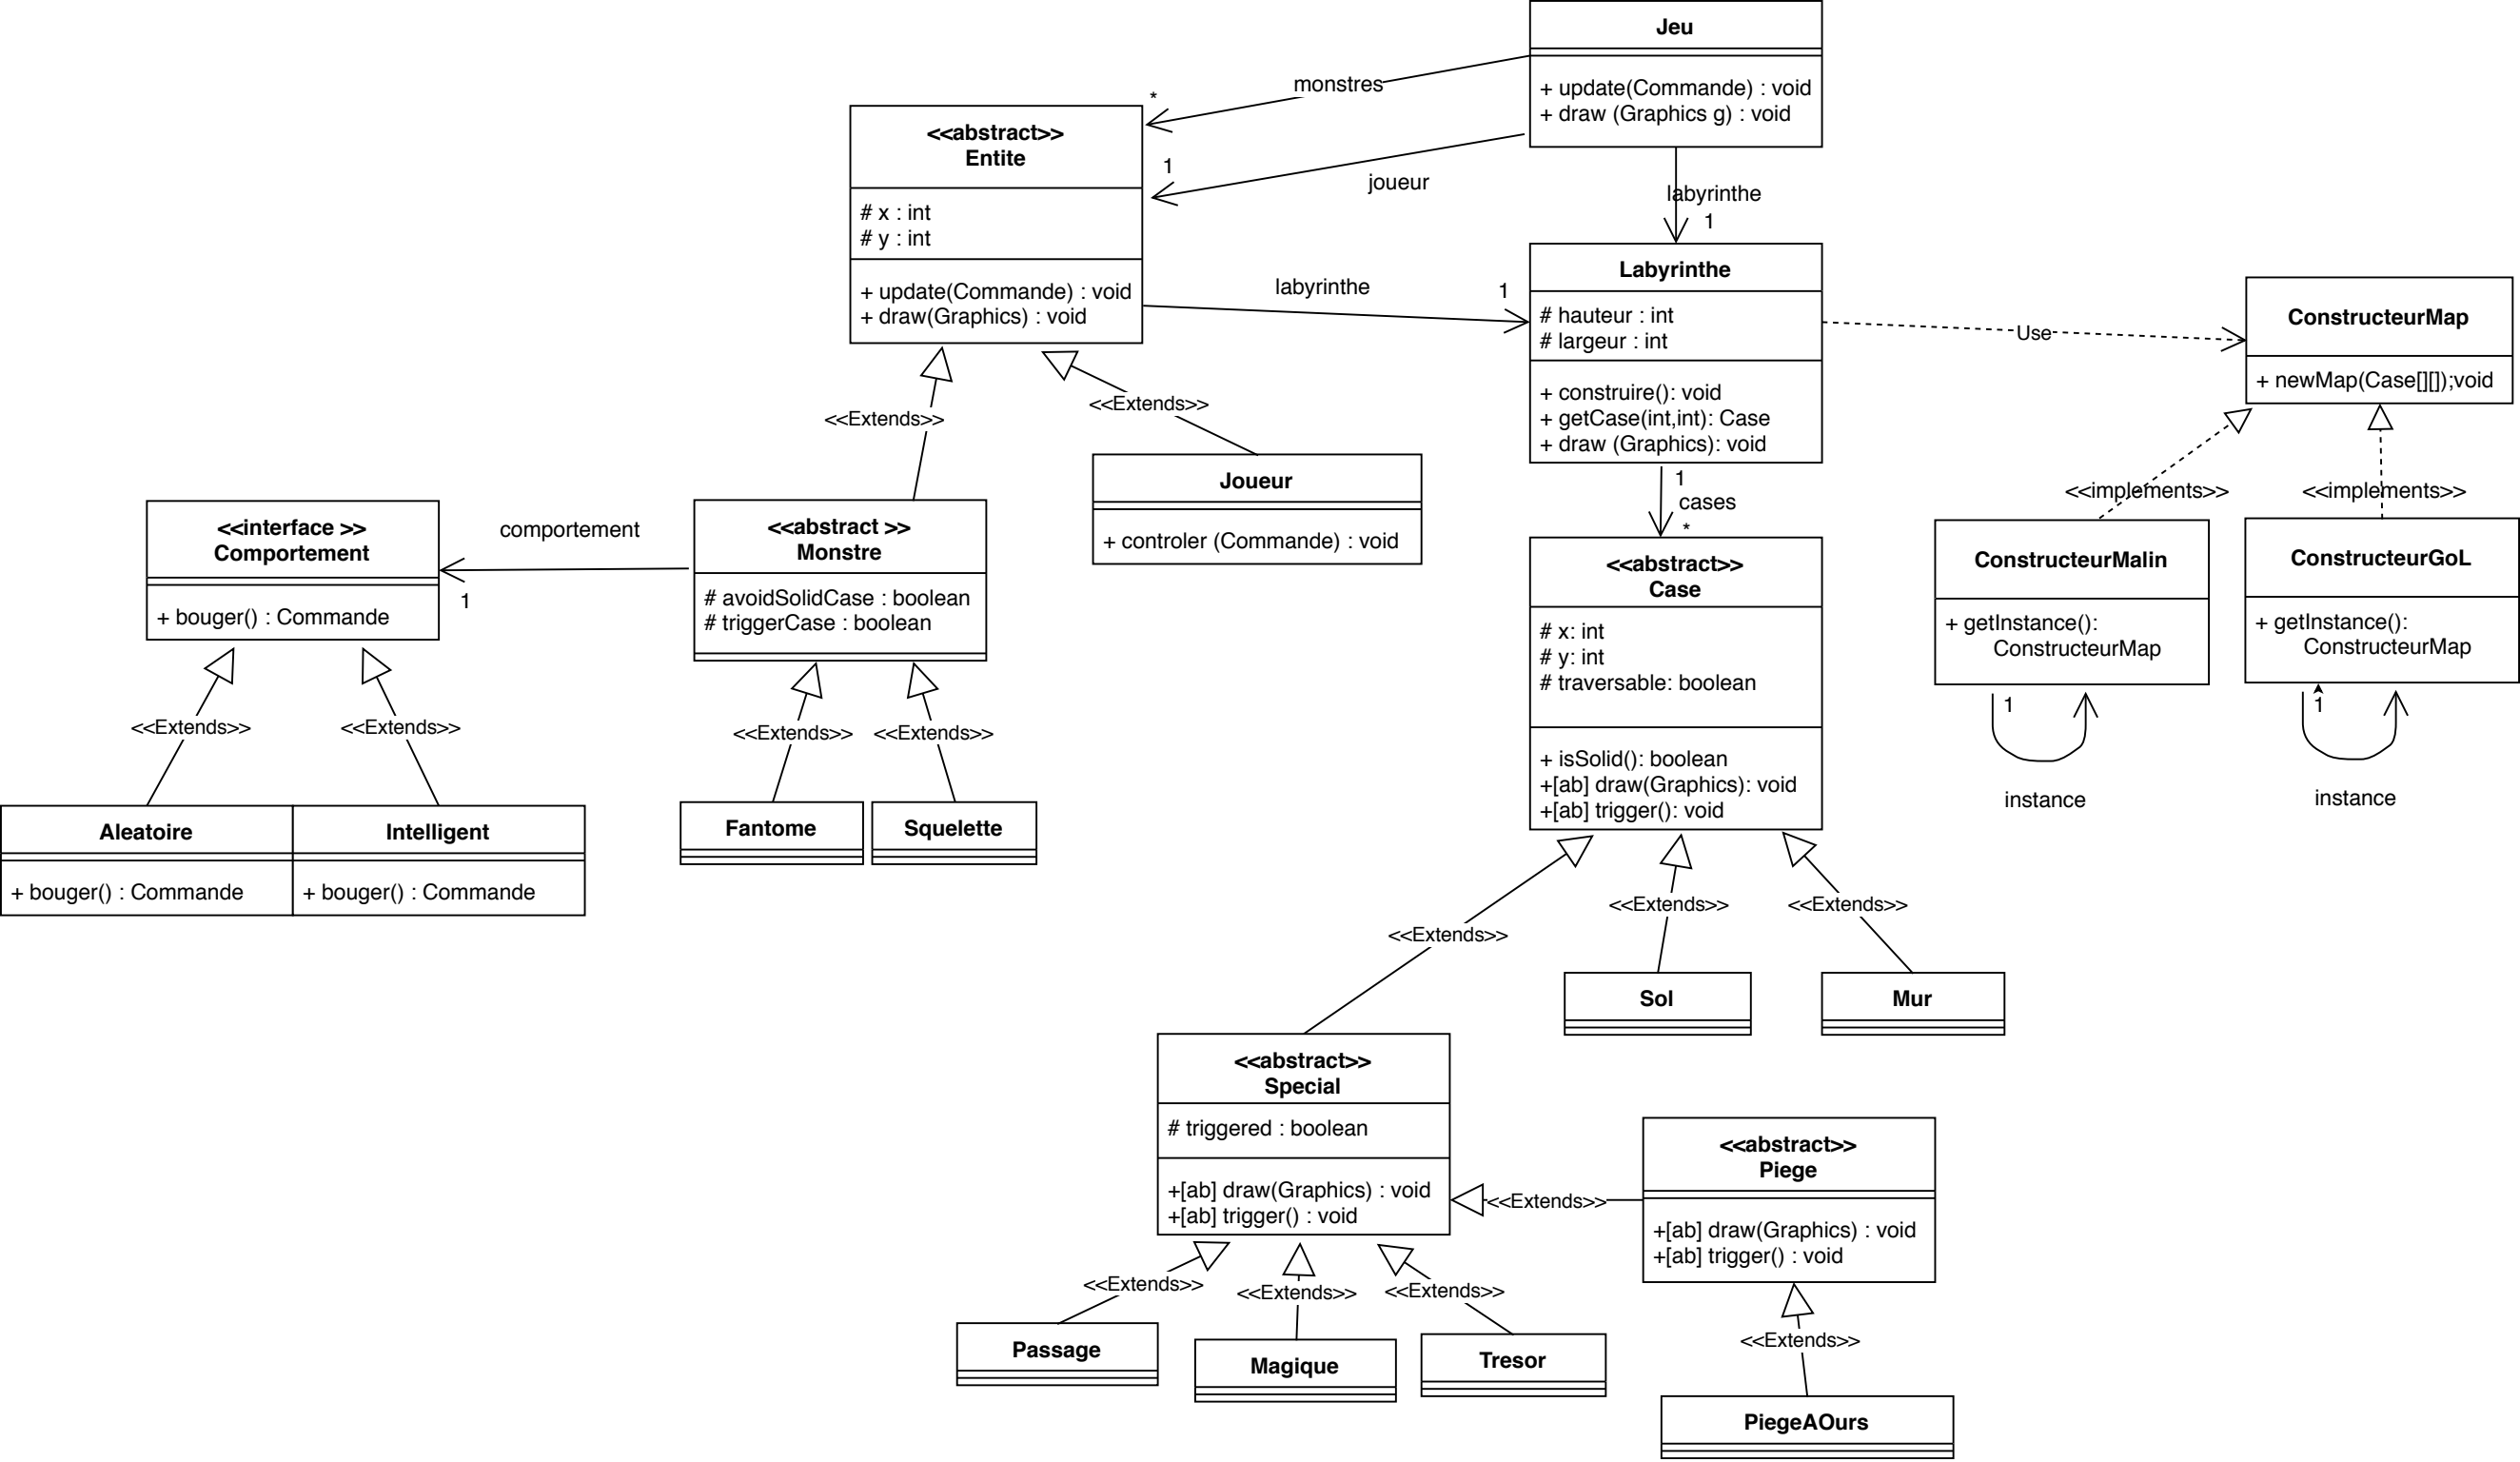 Jeu
+ update(Commande) : void
+ draw (Graphics g) : void
monstres
*
joueur
1
labyrinthe
1
<<abstract>>
Entite
# x : int
# y : int
+ update(Commande) : void
+ draw(Graphics) : void
labyrinthe
1
Labyrinthe
# hauteur : int
# largeur : int
+ construire(): void
+ getCase(int,int): Case
+ draw (Graphics): void
Use
ConstructeurMap
+ newMap(Case[][]);void
<<Extends>>
<<Extends>>
Joueur
+ controler (Commande) : void
1
cases
*
<<implements>>
<<implements>>
<<interface >>
Comportement
+ bouger() : Commande
comportement
1
<<abstract >>
Monstre
# avoidSolidCase : boolean
# triggerCase : boolean
<<abstract>>
Case
# x: int
# y: int
# traversable: boolean
+ isSolid(): boolean
+[ab] draw(Graphics): void
+[ab] trigger(): void
ConstructeurMalin
+ getInstance():
ConstructeurMap
1
instance
ConstructeurGoL
+ getInstance():
ConstructeurMap
1
instance
<<Extends>>
<<Extends>>
<<Extends>>
<<Extends>>
Aleatoire
+ bouger() : Commande
Intelligent
+ bouger() : Commande
Fantome
Squelette
<<Extends>>
<<Extends>>
<<Extends>>
Sol
Mur
<<abstract>>
Special
# triggered : boolean
+[ab] draw(Graphics) : void
+[ab] trigger() : void
<<Extends>>
<<abstract>>
Piege
+[ab] draw(Graphics) : void
+[ab] trigger() : void
<<Extends>>
<<Extends>>
<<Extends>>
<<Extends>>
Passage
Magique
Tresor
PiegeAOurs